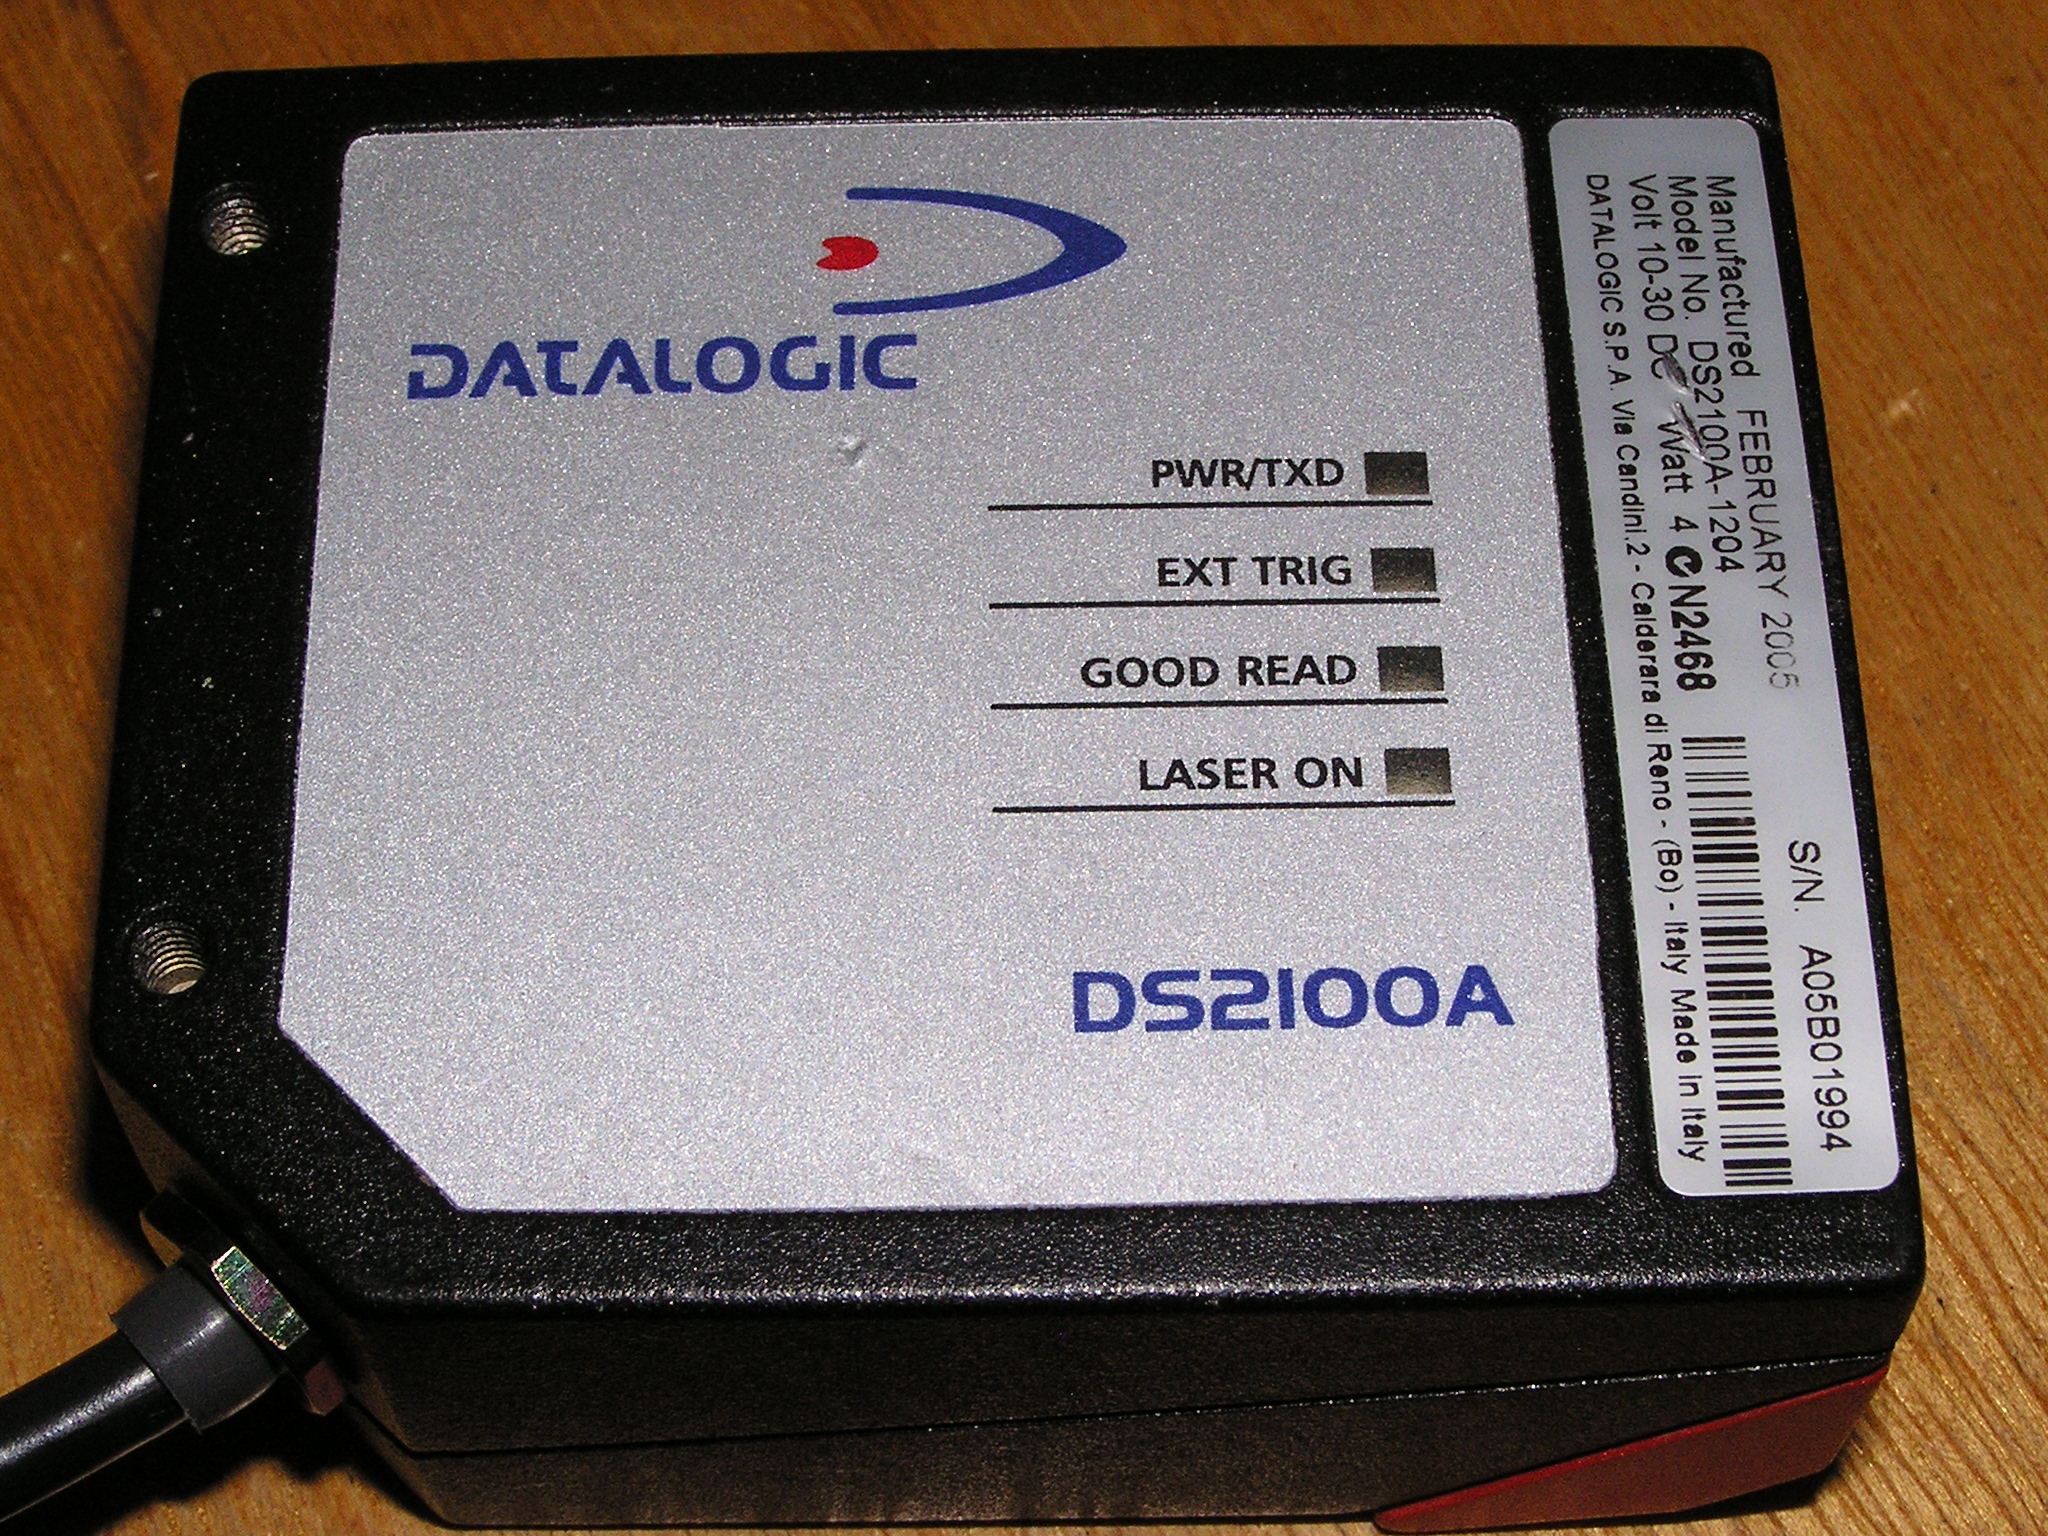 DATALOGIC
PWR/TXD
EXT TRIG
GOOD READ
LASER ON
DS2100A
Manufactured FEBRUARY 2005 S/N. A05B01994
Model No. DS2100A-1204
Volt 10-30 DC Watt 4 N2468
DATALOGIC S.P.A. Via Candini,2 - Calderara di Reno - (Bo) - Italy Made In Italy